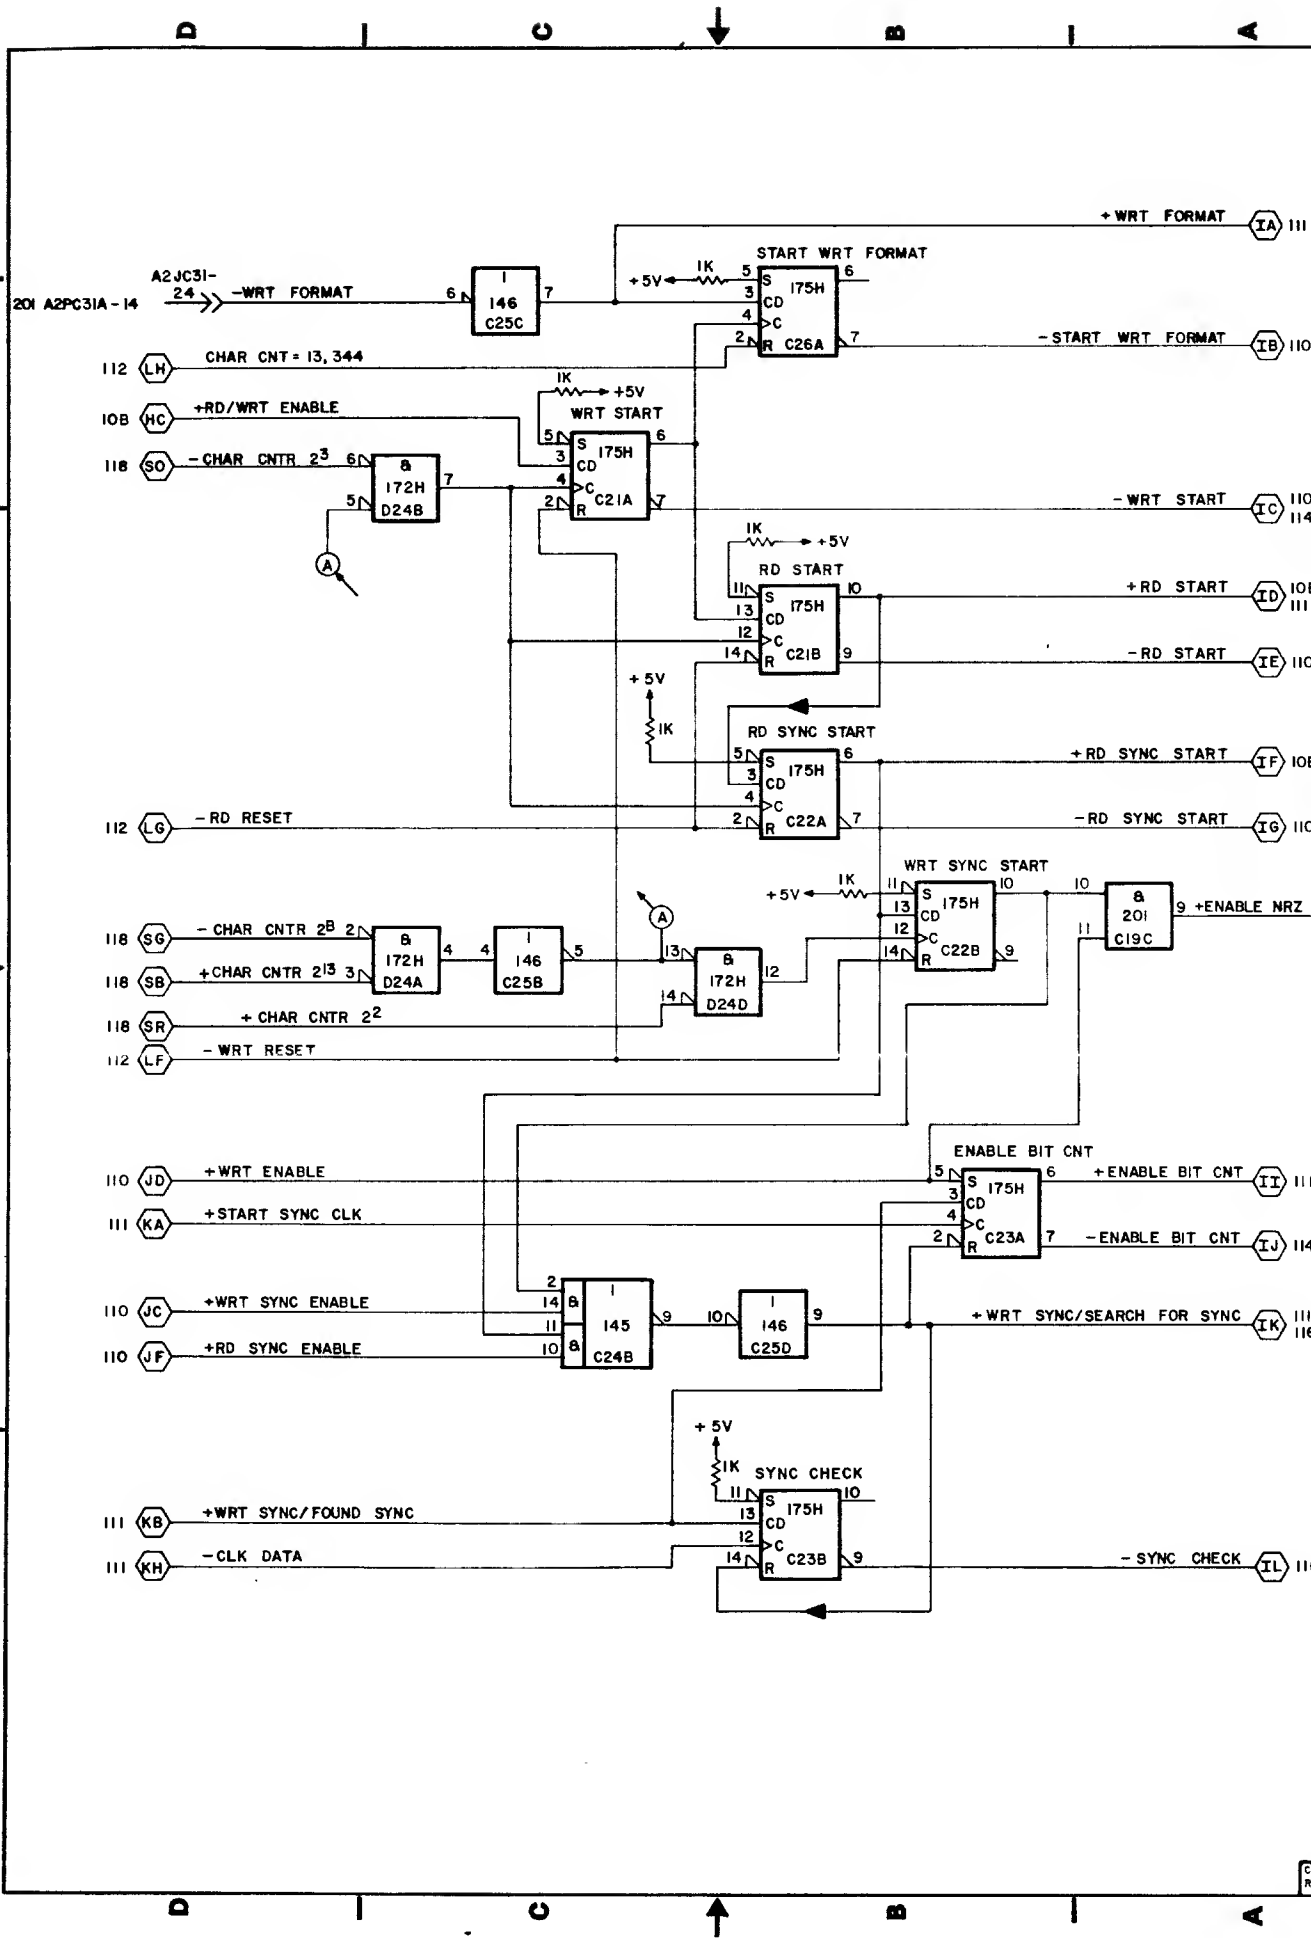 D C B A
+WRT FORMAT IA 111
START WRT FORMAT
+5V 1K 5 S 175H 6
3 CD
4 C
2 R C26A 7
201 A2PC31A-14 A2JC31-
24 -WRT FORMAT 6 1 146 C25C 7
-START WRT FORMAT IB 110
112 LH CHAR CNT = 13,344
1K +5V
108 HC +RD/WRT ENABLE
WRT START
5 S 175H 6
3 CD
4 C
2 R C21A 7
118 SO -CHAR CNTR 2³ 6 & 172H D24B 7
5
A
-WRT START IC 110
114
1K +5V
RD START
11 S 175H 10
13 CD
12 C
14 R C21B 9
+RD START ID
-RD START IE 110
+5V
1K
RD SYNC START
5 S 175H 6
3 CD
4 C
2 R C22A 7
+RD SYNC START IF
112 LG -RD RESET
-RD SYNC START IG 110
WRT SYNC START
+5V 1K 11 S 175H 10
13 CD
12 C
14 R C22B 9
10 & 201 C19C 9 +ENABLE NRZ
11
A
118 SG -CHAR CNTR 2⁸ 2 & 172H D24A 4
118 SB +CHAR CNTR 2¹³ 3
4 1 146 C25B 5
13 & 172H D24D 12
14
118 SR +CHAR CNTR 2²
112 LF -WRT RESET
ENABLE BIT CNT
110 JD +WRT ENABLE
111 KA +START SYNC CLK
5 S 175H 6
3 CD
4 C
2 R C23A 7
+ENABLE BIT CNT II 111
-ENABLE BIT CNT IJ 114
110 JC +WRT SYNC ENABLE
110 JF +RD SYNC ENABLE
2
14 & 1
11 145 9
10 & C24B
10 1 146 C25D 9
+WRT SYNC/SEARCH FOR SYNC IK 111
116
+5V
1K
SYNC CHECK
11 S 175H 10
13 CD
12 C
14 R C23B 9
111 KB +WRT SYNC/FOUND SYNC
111 KH -CLK DATA
-SYNC CHECK IL
D C B A